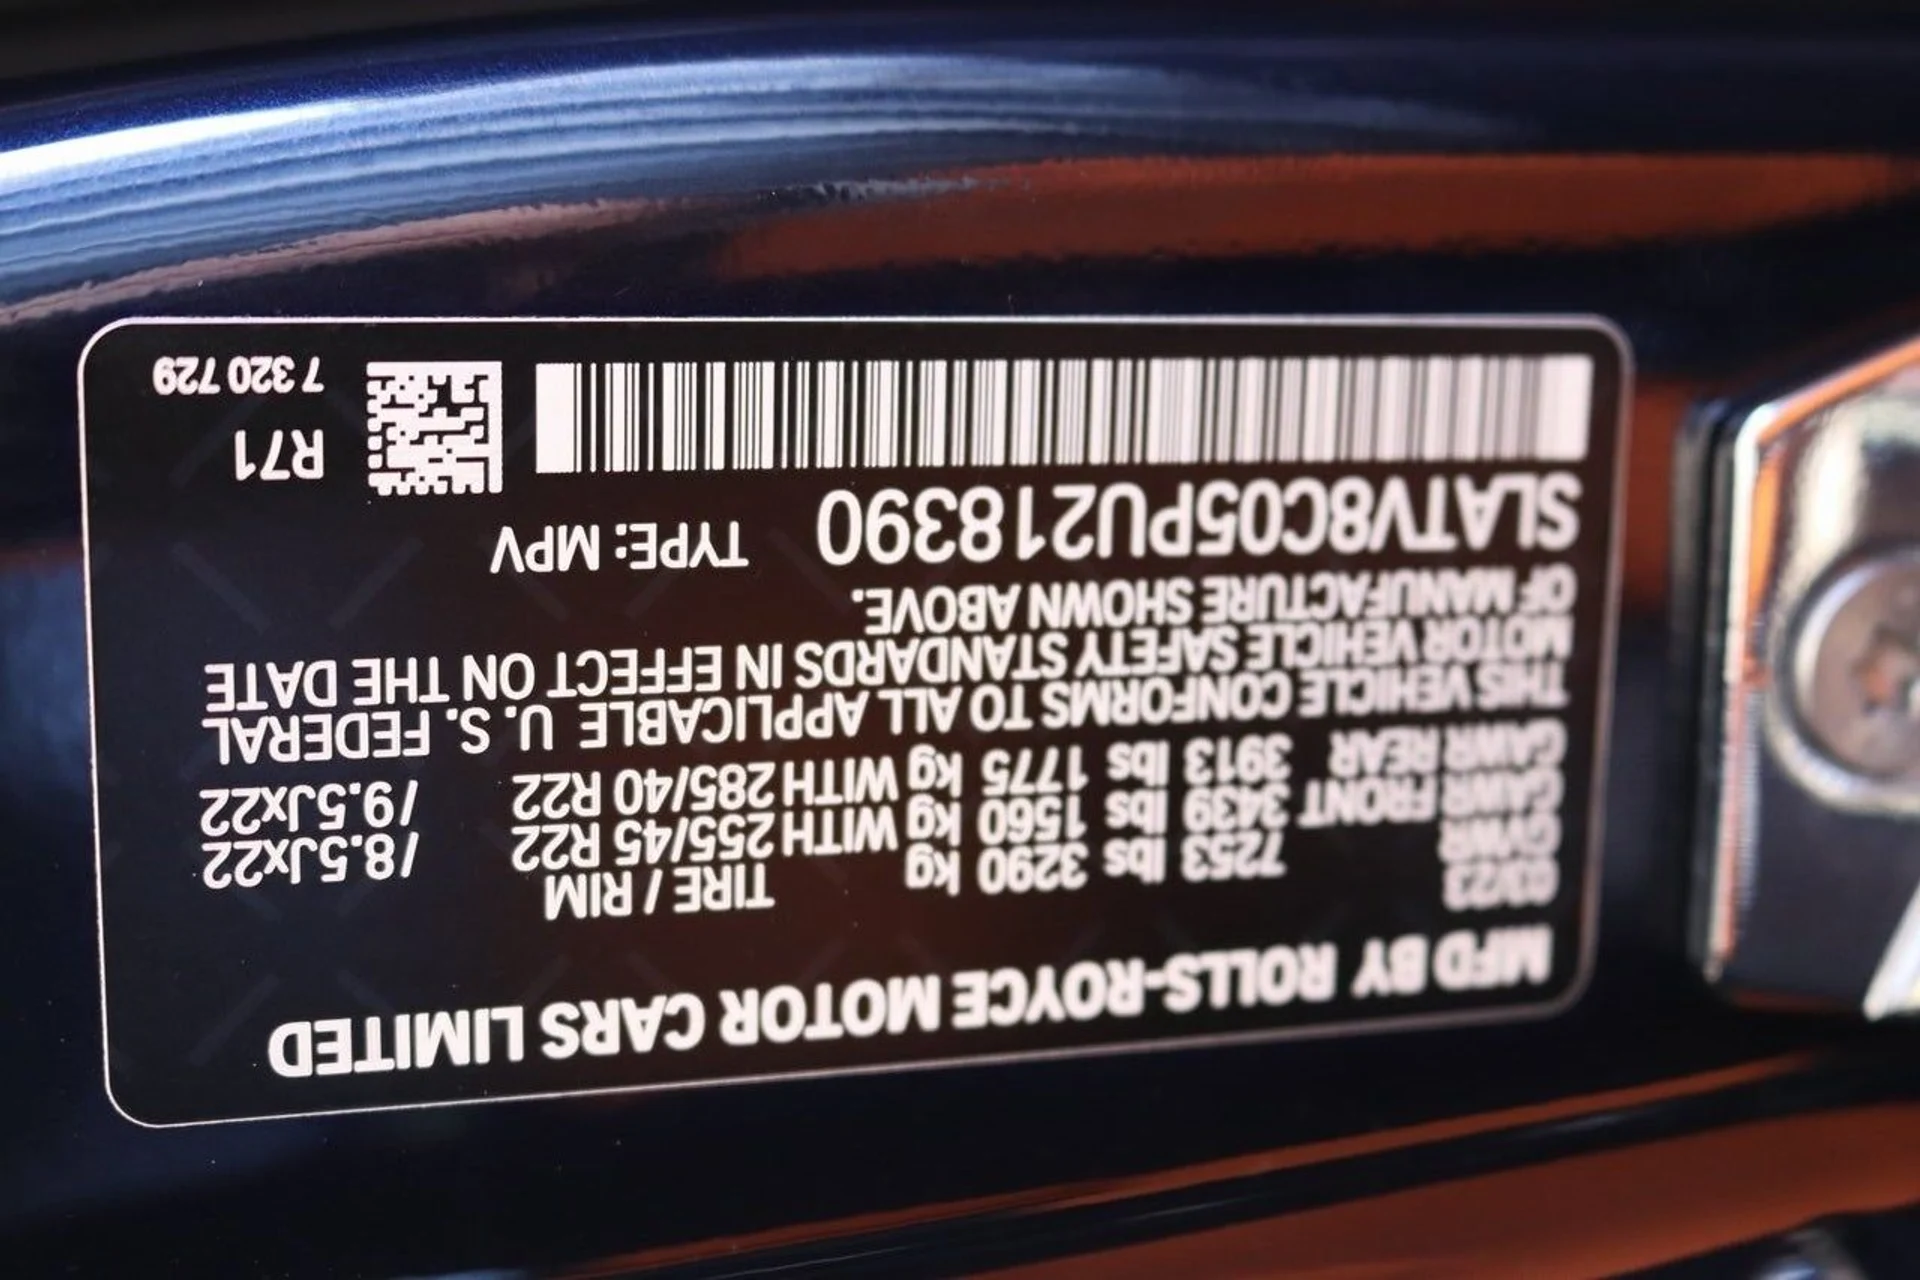 MFD BY ROLLS-ROYCE MOTOR CARS LIMITED
03/23 TIRE / RIM
GVWR 7253 lbs 3290 kg
GAWR FRONT 3439 lbs 1560 kg WITH 255/45 R22 /8.5Jx22
GAWR REAR 3913 lbs 1775 kg WITH 285/40 R22 /9.5Jx22
THIS VEHICLE CONFORMS TO ALL APPLICABLE U. S. FEDERAL
MOTOR VEHICLE SAFETY STANDARDS IN EFFECT ON THE DATE
OF MANUFACTURE SHOWN ABOVE.
SLATV8C05PU218390 TYPE: MPV
R71
7 320 729